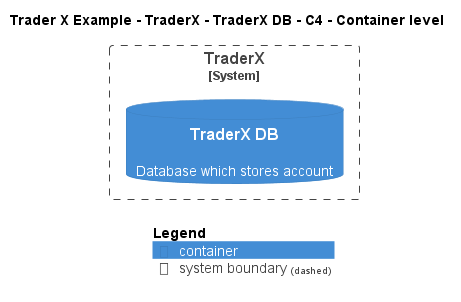 Trader X Example - TraderX - TraderX DB - C4 - Container level
TraderX
[System]
TraderX DB
Database which stores account
Legend
container
system boundary (dashed)